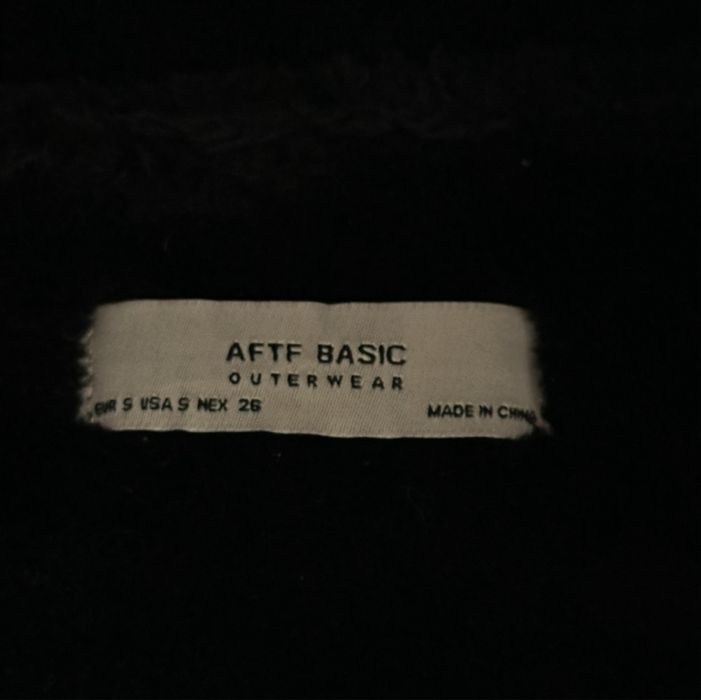 AFTF BASIC
OUTERWEAR
EUR S USA S MEX 26
MADE IN CHINA